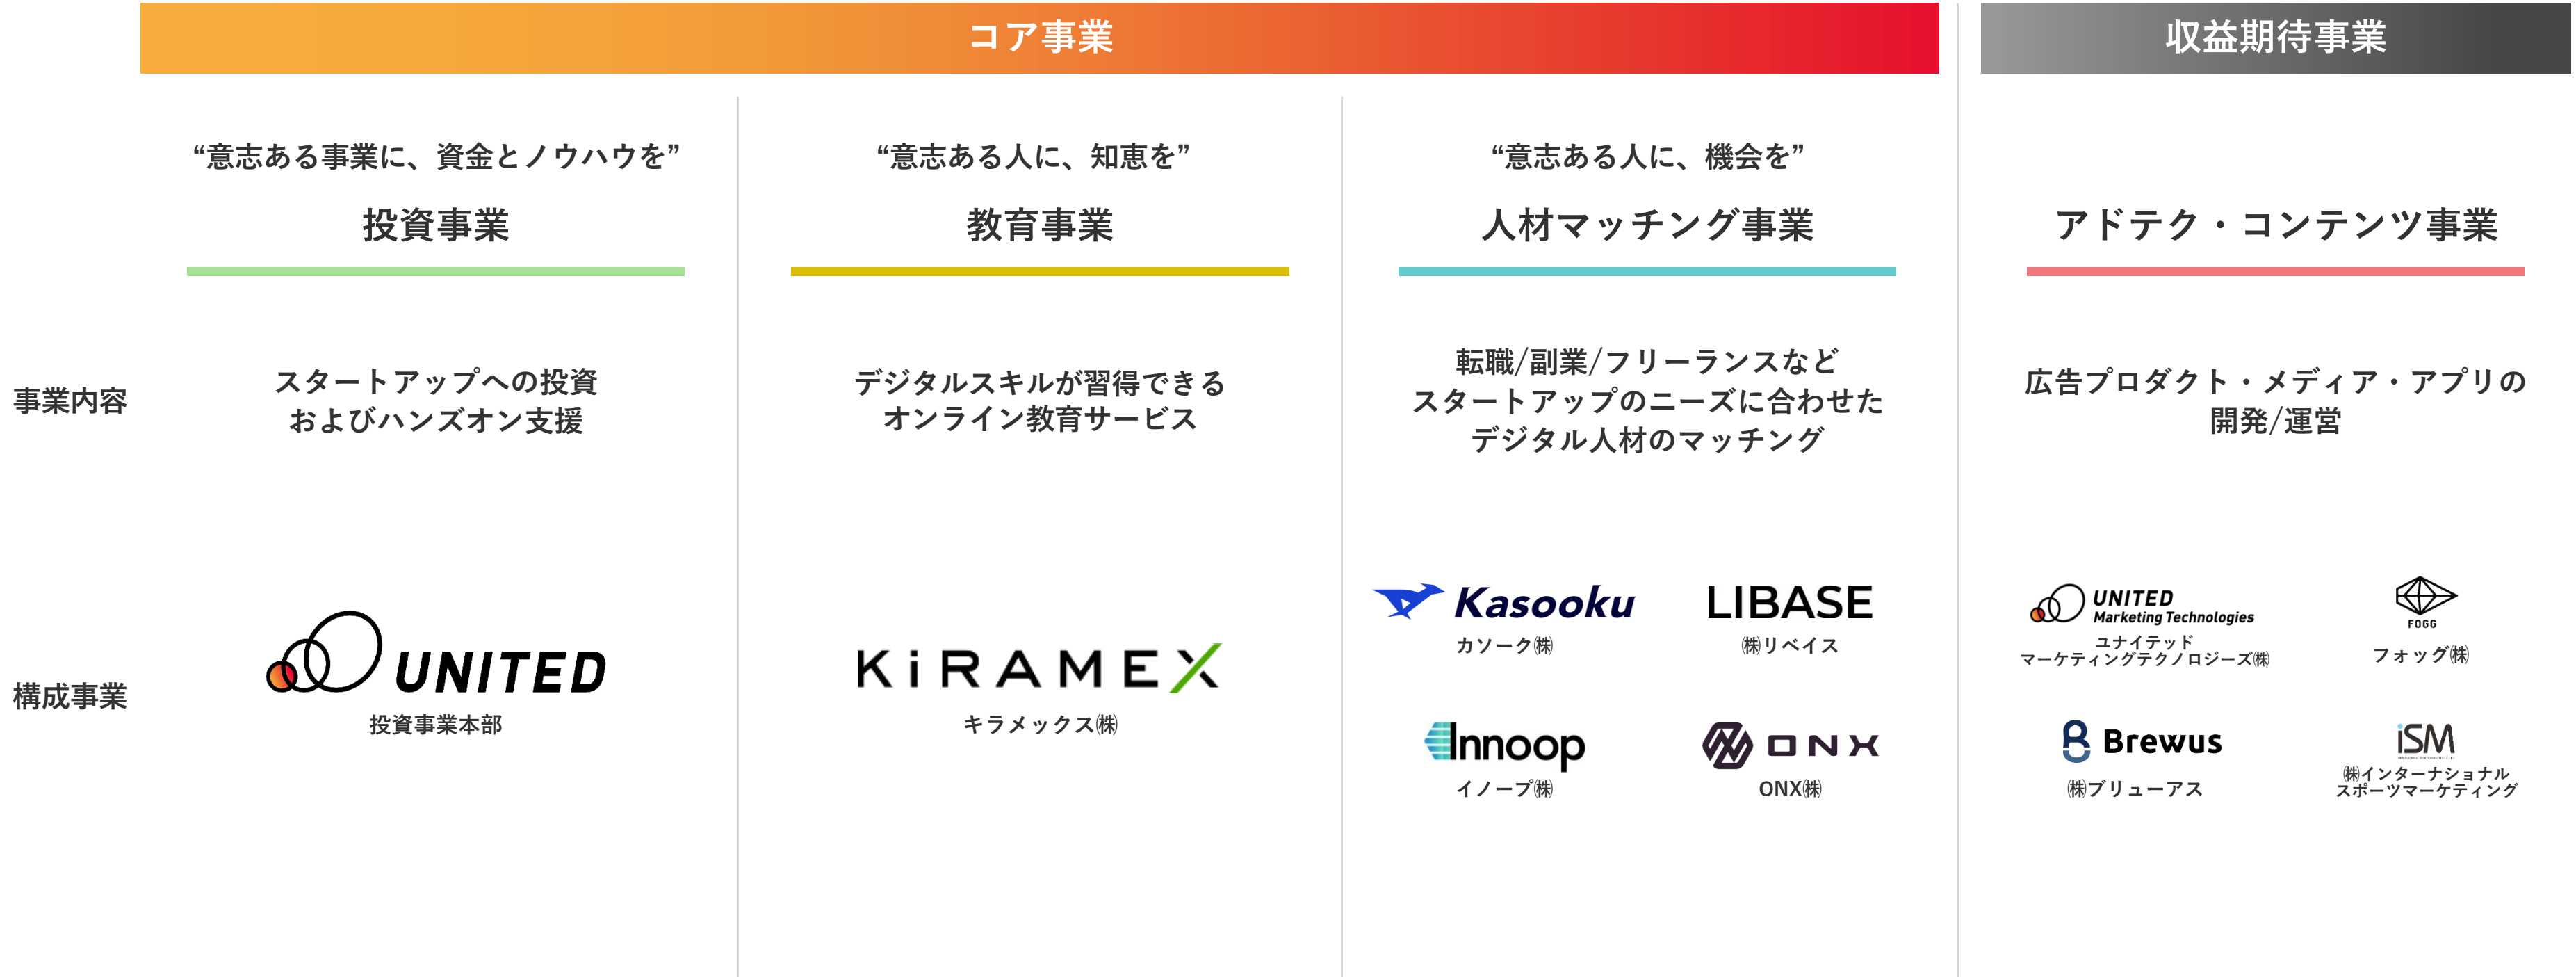 コア事業
収益期待事業
“意志ある事業に、資金とノウハウを”
投資事業
“意志ある人に、知恵を”
教育事業
“意志ある人に、機会を”
人材マッチング事業
アドテク・コンテンツ事業
事業内容
スタートアップへの投資
およびハンズオン支援
デジタルスキルが習得できる
オンライン教育サービス
転職/副業/フリーランスなど
スタートアップのニーズに合わせた
デジタル人材のマッチング
広告プロダクト・メディア・アプリの
開発/運営
構成事業
UNITED
投資事業本部
KiRAMEX
キラメックス㈱
Kasooku
カソーク㈱
LIBASE
㈱リベイス
Innoop
イノープ㈱
ONX
ONX㈱
UNITED
Marketing Technologies
ユナイテッド
マーケティングテクノロジーズ㈱
FOGG
フォッグ㈱
Brewus
㈱ブリューアス
iSM
㈱インターナショナル
スポーツマーケティング